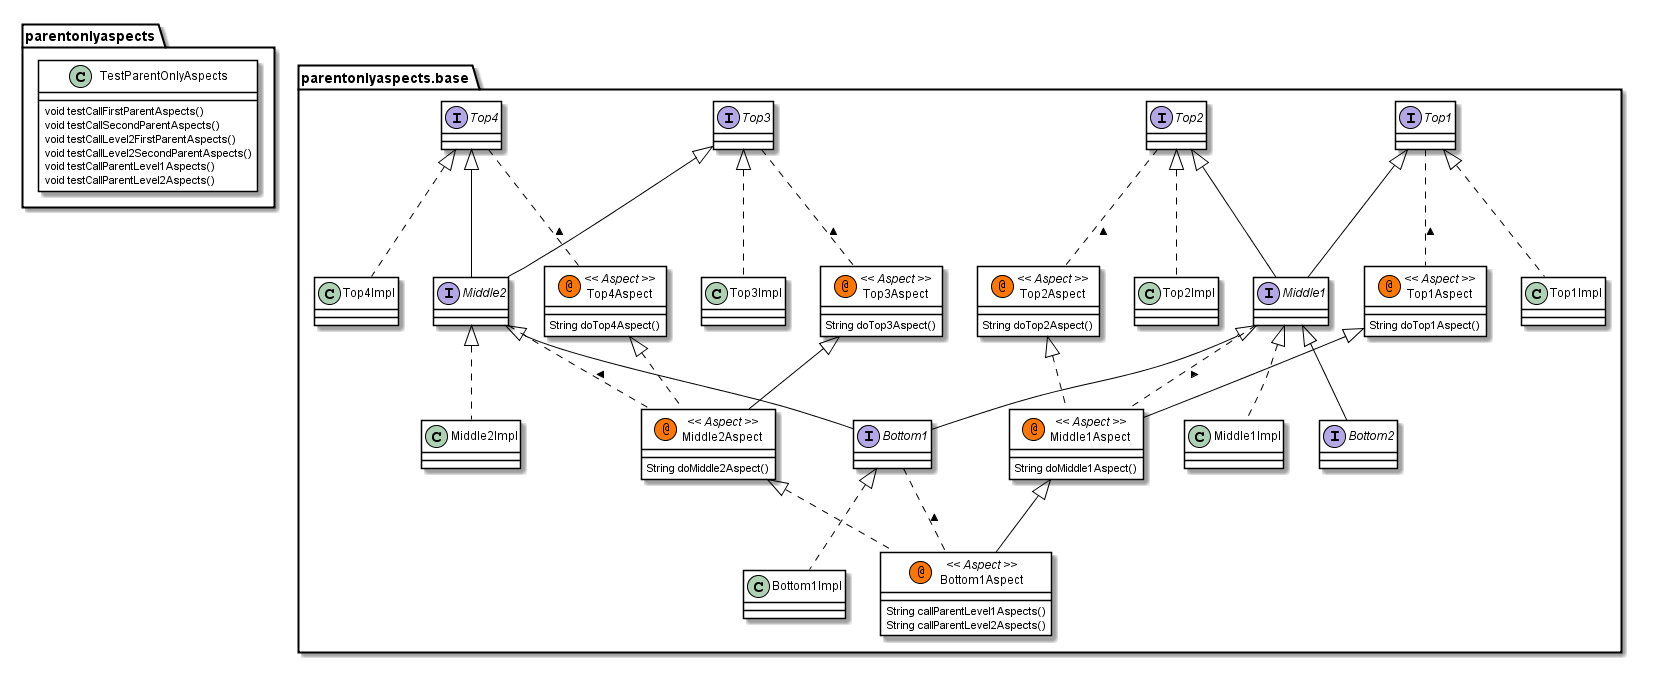 parentonlyaspects
C TestParentOnlyAspects
void testCallFirstParentAspects()
void testCallSecondParentAspects()
void testCallLevel2FirstParentAspects()
void testCallLevel2SecondParentAspects()
void testCallParentLevel1Aspects()
void testCallParentLevel2Aspects()
parentonlyaspects.base
I Top4
I Top3
I Top2
I Top1
C Top4Impl
I Middle2
@ << Aspect >>
Top4Aspect
String doTop4Aspect()
C Top3Impl
@ << Aspect >>
Top3Aspect
String doTop3Aspect()
@ << Aspect >>
Top2Aspect
String doTop2Aspect()
C Top2Impl
I Middle1
@ << Aspect >>
Top1Aspect
String doTop1Aspect()
C Top1Impl
C Middle2Impl
@ << Aspect >>
Middle2Aspect
String doMiddle2Aspect()
I Bottom1
@ << Aspect >>
Middle1Aspect
String doMiddle1Aspect()
C Middle1Impl
I Bottom2
C Bottom1Impl
@ << Aspect >>
Bottom1Aspect
String callParentLevel1Aspects()
String callParentLevel2Aspects()